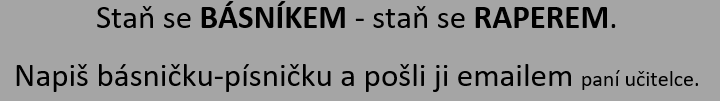 Staň se BÁSNÍKEM - staň se RAPEREM.
Napiš básničku-písničku a pošli ji emailem paní učitelce.